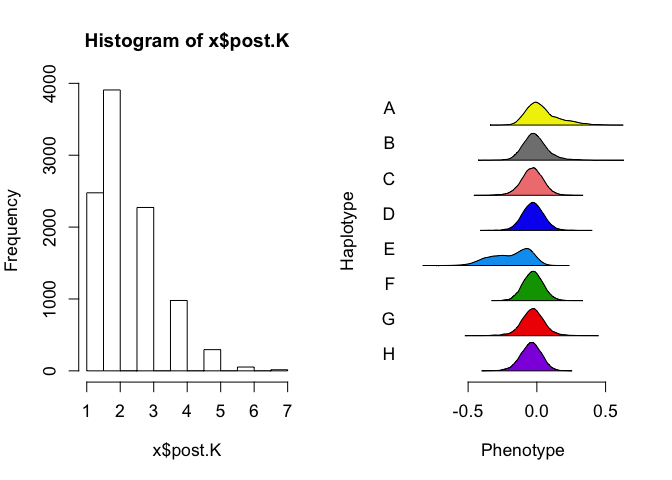 Histogram of x$post.K
Frequency
0
1000
2000
3000
4000
1 2 3 4 5 6 7
x$post.K
Haplotype
A
B
C
D
E
F
G
H
-0.5 0.0 0.5
Phenotype